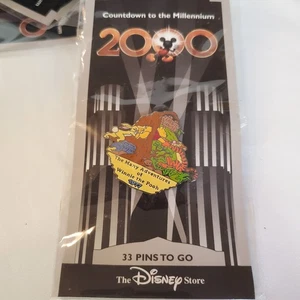 Countdown to the Millennium
2000
The Many Adventures
of
Winnie the Pooh
33 PINS TO GO
The Disney Store